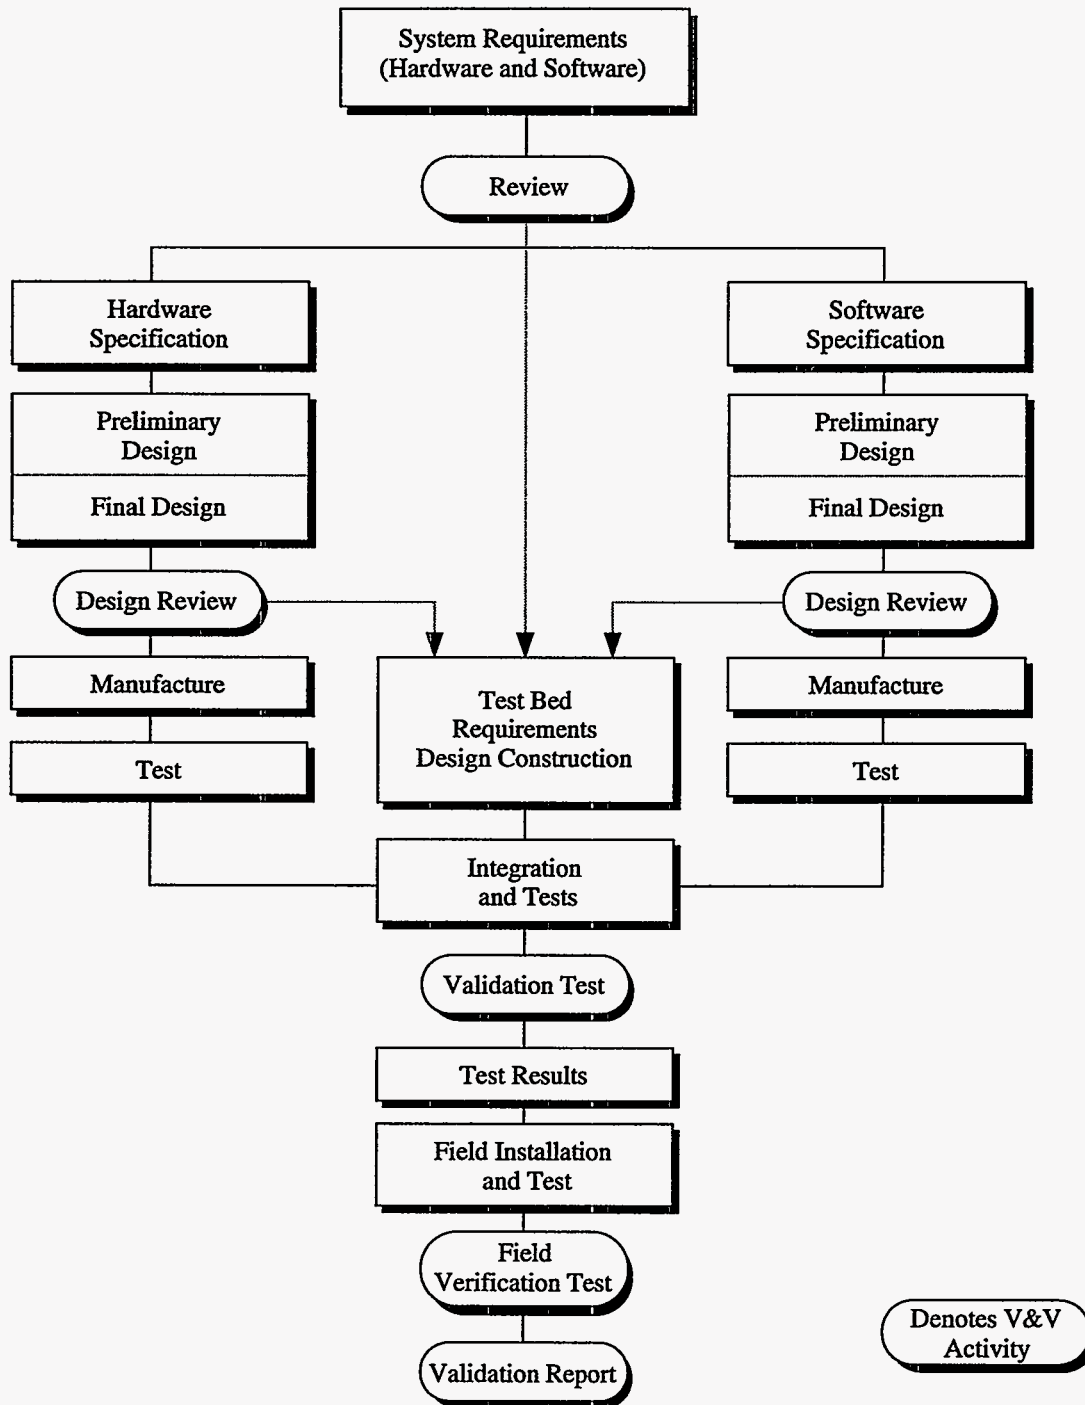 System Requirements
(Hardware and Software)
Review
Hardware
Specification
Software
Specification
Preliminary
Design
Final Design
Preliminary
Design
Final Design
Design Review
Design Review
Manufacture
Test
Test Bed
Requirements
Design Construction
Manufacture
Test
Integration
and Tests
Validation Test
Test Results
Field Installation
and Test
Field
Verification Test
Validation Report
Denotes V&V
Activity